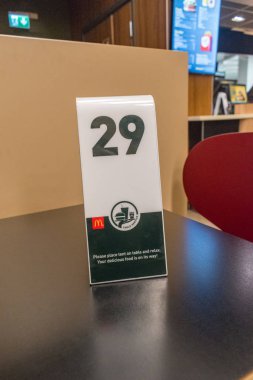 29
Please place tent on table and relax.
Your delicious food is on its way!